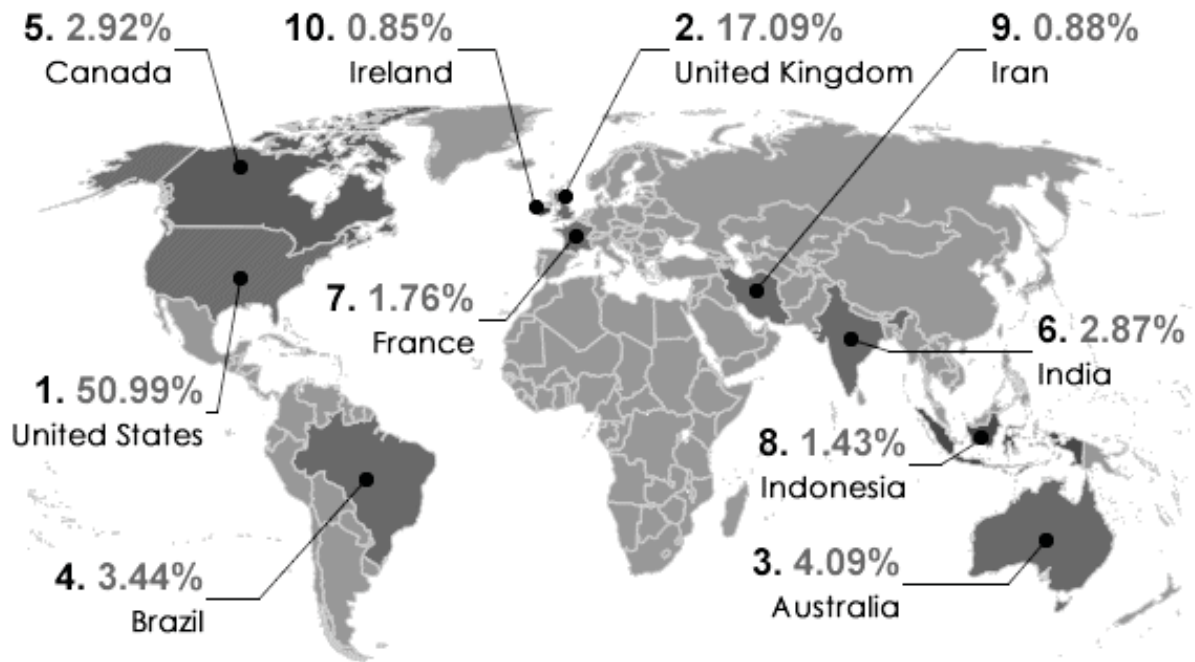 5. 2.92%
Canada
10. 0.85%
Ireland
2. 17.09%
United Kingdom
9. 0.88%
Iran
7. 1.76%
France
6. 2.87%
India
1. 50.99%
United States
8. 1.43%
Indonesia
4. 3.44%
Brazil
3. 4.09%
Australia